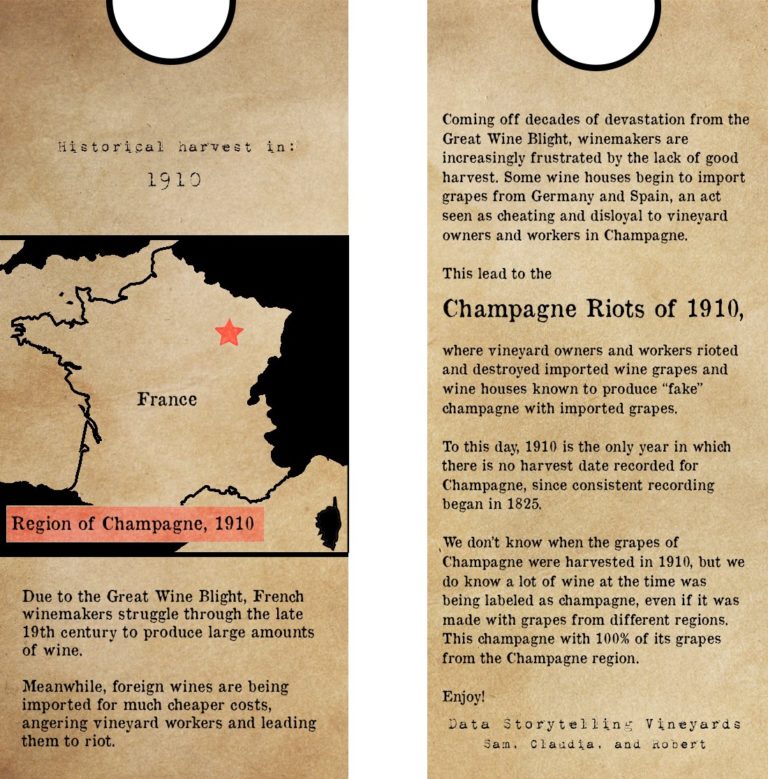 Historical harvest in:
1910
France
Region of Champagne, 1910
Due to the Great Wine Blight, French
winemakers struggle through the late
19th century to produce large amounts
of wine.
Meanwhile, foreign wines are being
imported for much cheaper costs,
angering vineyard workers and leading
them to riot.
Coming off decades of devastation from the
Great Wine Blight, winemakers are
increasingly frustrated by the lack of good
harvest. Some wine houses begin to import
grapes from Germany and Spain, an act
seen as cheating and disloyal to vineyard
owners and workers in Champagne.
This lead to the
Champagne Riots of 1910,
where vineyard owners and workers rioted
and destroyed imported wine grapes and
wine houses known to produce “fake”
champagne with imported grapes.
To this day, 1910 is the only year in which
there is no harvest date recorded for
Champagne, since consistent recording
began in 1825.
We don't know when the grapes of
Champagne were harvested in 1910, but we
do know a lot of wine at the time was
being labeled as champagne, even if it was
made with grapes from different regions.
This champagne with 100% of its grapes
from the Champagne region.
Enjoy!
Data Storytelling Vineyards
Sam, Claudia, and Robert